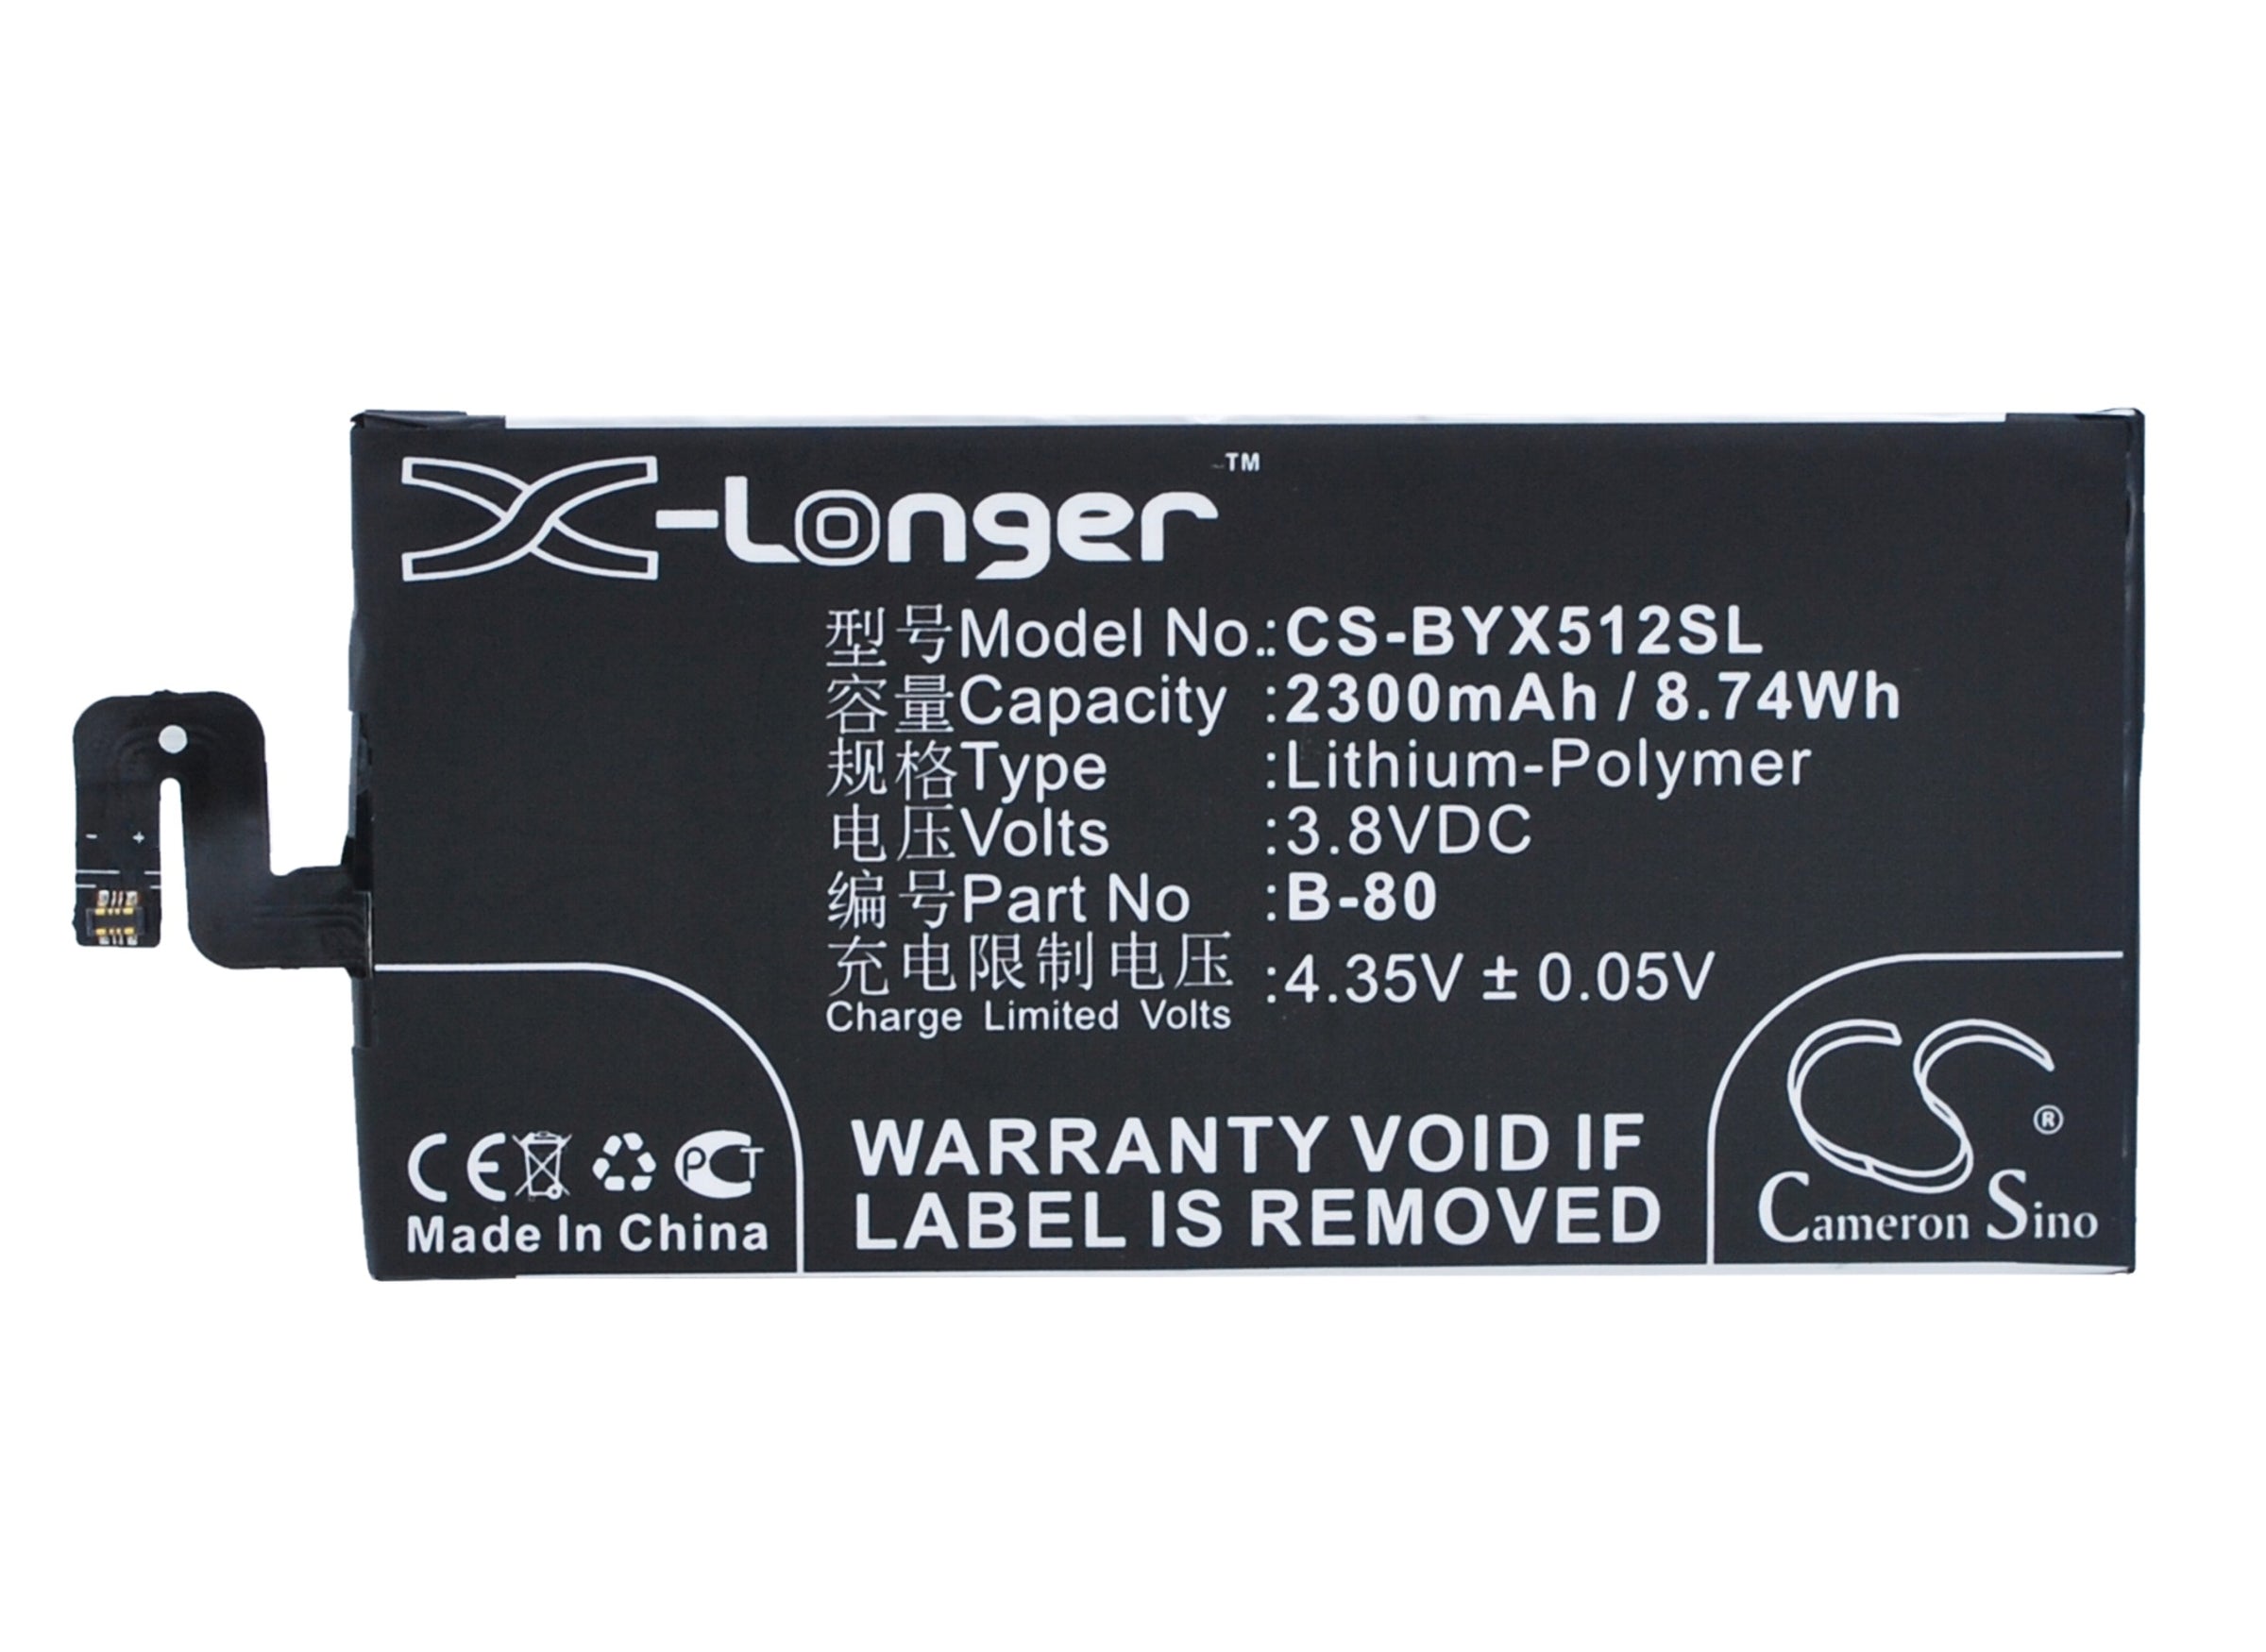 X-Longer™
型号Model No.:CS-BYX512SL
容量Capacity :2300mAh / 8.74Wh
规格Type :Lithium-Polymer
电压Volts :3.8VDC
编号Part No :B-80
充电限制电压 :4.35V ± 0.05V
Charge Limited Volts
- +
CE PCT
Made In China
WARRANTY VOID IF
LABEL IS REMOVED
CS ®
Cameron Sino